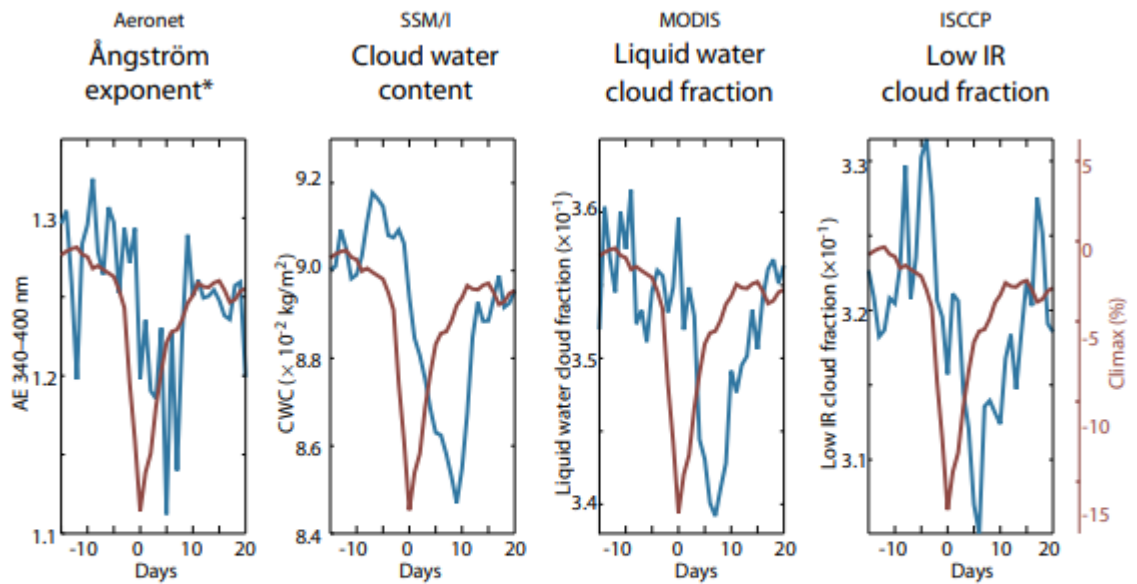 Aeronet
Ångström
exponent*
SSM/I
Cloud water
content
MODIS
Liquid water
cloud fraction
ISCCP
Low IR
cloud fraction
AE 340–400 nm
1.3
1.2
1.1
-10 0 10 20
Days
CWC (× 10⁻² kg/m²)
9.2
9.0
8.8
8.6
8.4
-10 0 10 20
Days
Liquid water cloud fraction (×10⁻¹)
3.6
3.5
3.4
-10 0 10 20
Days
Low IR cloud fraction (×10⁻¹)
3.3
3.2
3.1
-10 0 10 20
Days
5
0
-5
-10
-15
Climax (%)